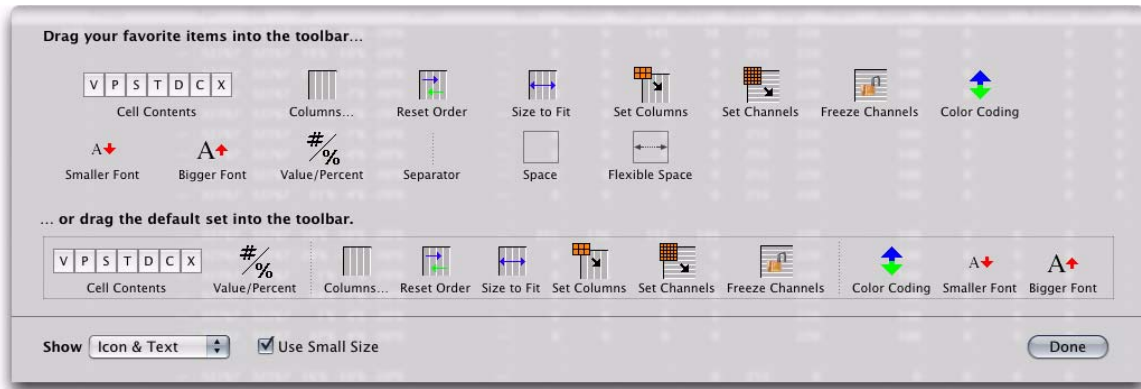 Drag your favorite items into the toolbar...
V P S T D C X
Cell Contents Columns... Reset Order Size to Fit Set Columns Set Channels Freeze Channels Color Coding
A A #/%
Smaller Font Bigger Font Value/Percent Separator Space Flexible Space
... or drag the default set into the toolbar.
V P S T D C X #/% A A
Cell Contents Value/Percent Columns... Reset Order Size to Fit Set Columns Set Channels Freeze Channels Color Coding Smaller Font Bigger Font
Show Icon & Text Use Small Size Done